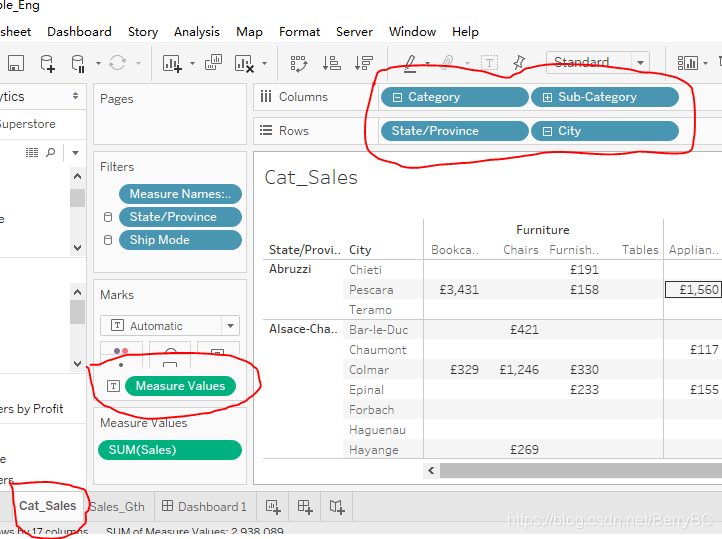 ple_Eng
sheet Dashboard Story Analysis Map Format Server Window Help
Standard
ytics
Superstore
Pages
Columns Category Sub-Category
Rows State/Province City
Filters
Measure Names:..
State/Province
Ship Mode
Marks
Automatic
Measure Values
Measure Values
SUM(Sales)
ers by Profit
ers
Cat_Sales
Furniture
State/Provi.. City Bookca.. Chairs Furnish.. Tables Applian..
Abruzzi Chieti £191
Pescara £3,431 £158 £1,560
Teramo
Alsace-Cha.. Bar-le-Duc £421
Chaumont £117
Colmar £329 £1,246 £330
Epinal £233 £155
Forbach
Haguenau
Hayange £269
Cat_Sales Sales_Gth Dashboard 1
ws by 17 columns SUM of Measure Values: 2,938,089
https://blog.csdn.net/BerryBC